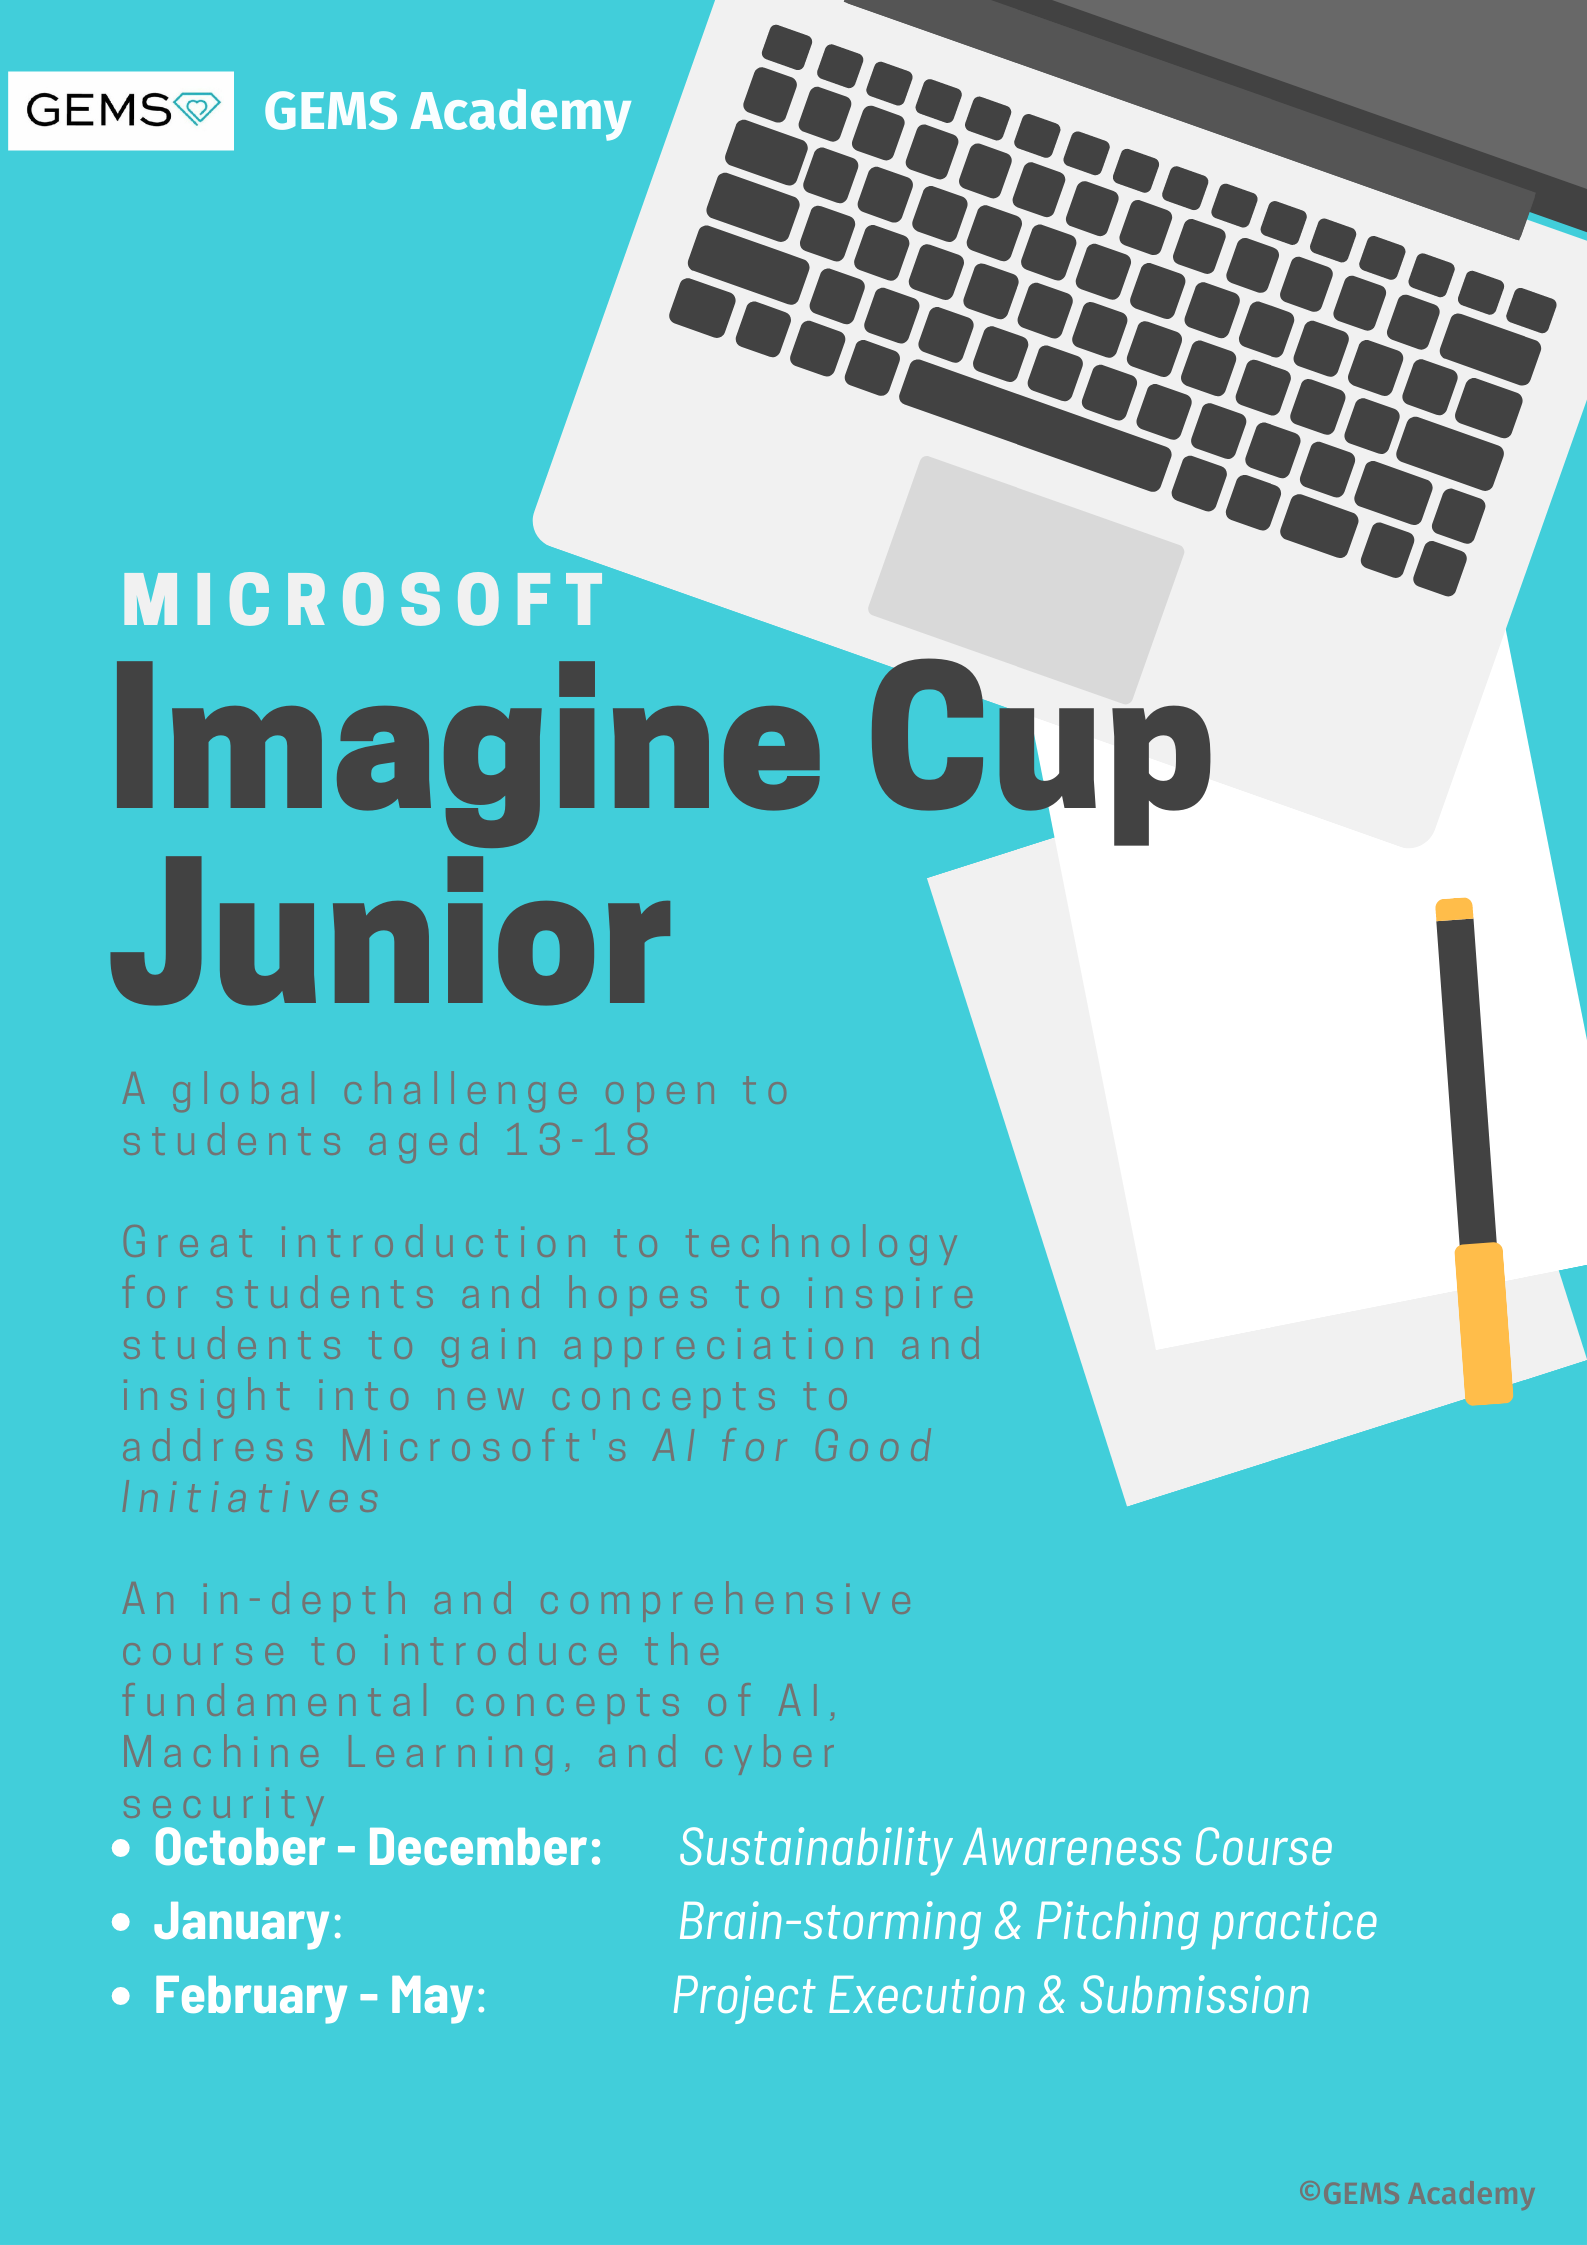 GEMS
GEMS Academy
MICROSOFT
Imagine Cup
Junior
A global challenge open to
students aged 13-18
Great introduction to technology
for students and hopes to inspire
students to gain appreciation and
insight into new concepts to
address Microsoft's AI for Good
Initiatives
An in-depth and comprehensive
course to introduce the
fundamental concepts of AI,
Machine Learning, and cyber
security
• October - December: Sustainability Awareness Course
• January: Brain-storming & Pitching practice
• February - May: Project Execution & Submission
©GEMS Academy